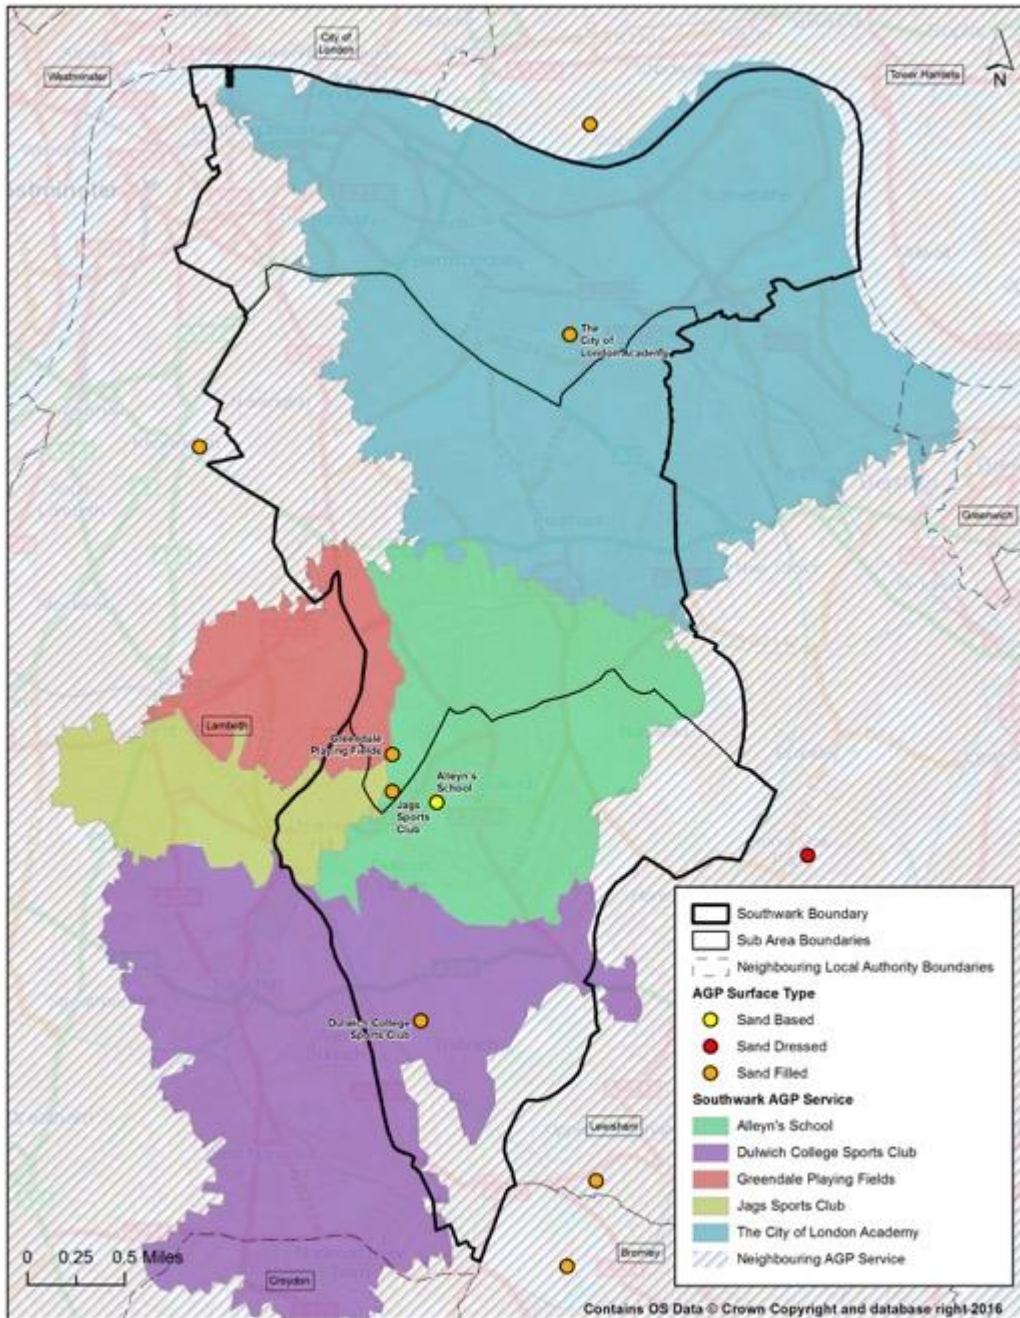 City of
London
Westminster
Tower Hamlets
N
The
City of
London Academy
Greenwich
Lambeth
Greendale
Playing Fields
Alleyn's
School
Jags
Sports
Club
Dulwich College
Sports Club
Lewisham
Bromley
Croydon
0 0.25 0.5 Miles
Southwark Boundary
Sub Area Boundaries
Neighbouring Local Authority Boundaries
AGP Surface Type
Sand Based
Sand Dressed
Sand Filled
Southwark AGP Service
Alleyn's School
Dulwich College Sports Club
Greendale Playing Fields
Jags Sports Club
The City of London Academy
Neighbouring AGP Service
Contains OS Data © Crown Copyright and database right 2016